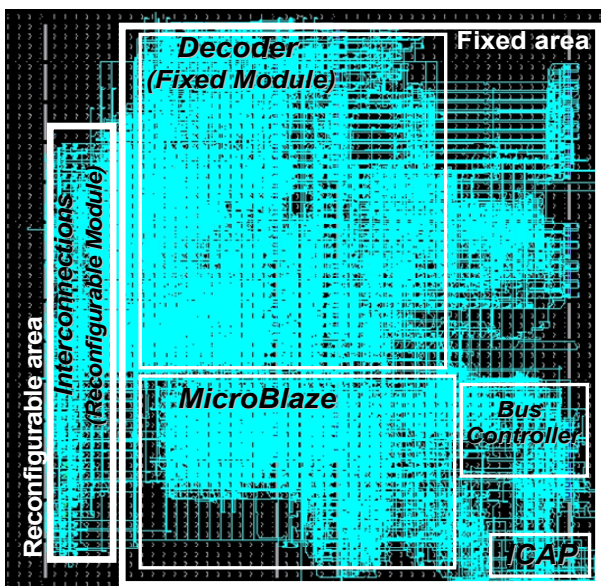 Decoder
(Fixed Module)
Fixed area
Reconfigurable area
Interconnections
(Reconfigurable Module)
MicroBlaze
Bus
Controller
ICAP